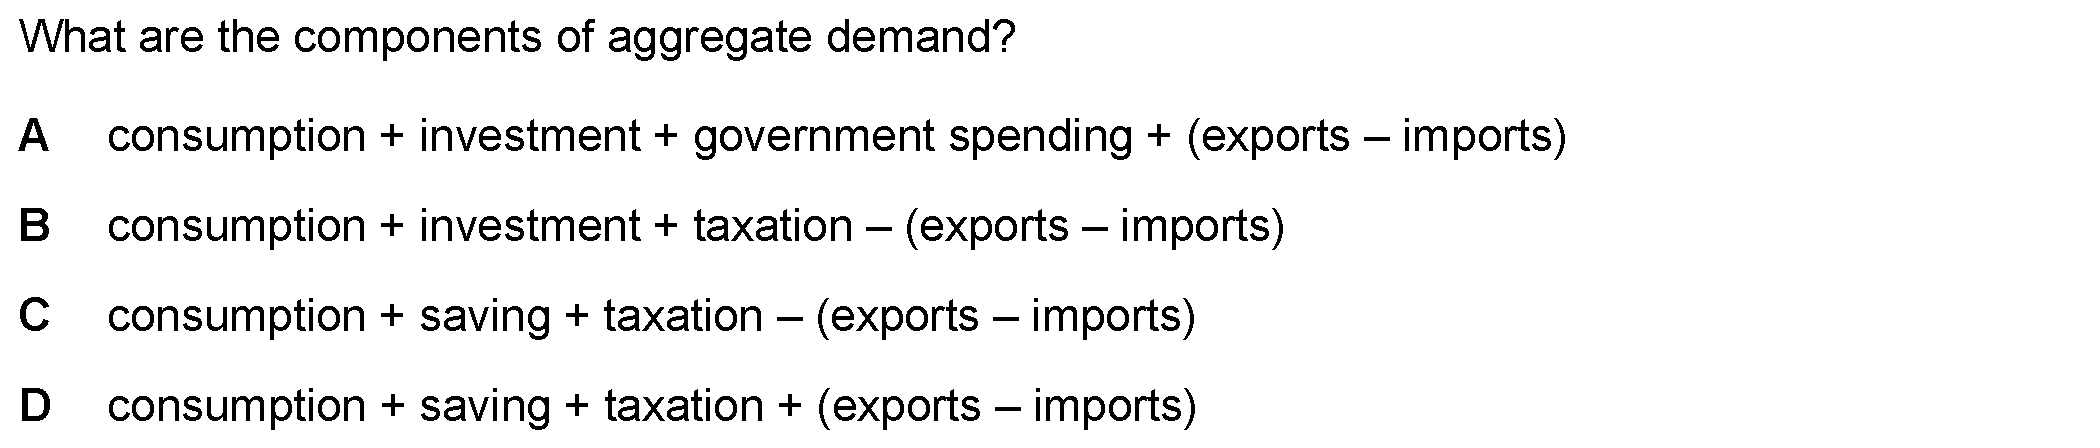 What are the components of aggregate demand?
A consumption + investment + government spending + (exports – imports)
B consumption + investment + taxation – (exports – imports)
C consumption + saving + taxation – (exports – imports)
D consumption + saving + taxation + (exports – imports)